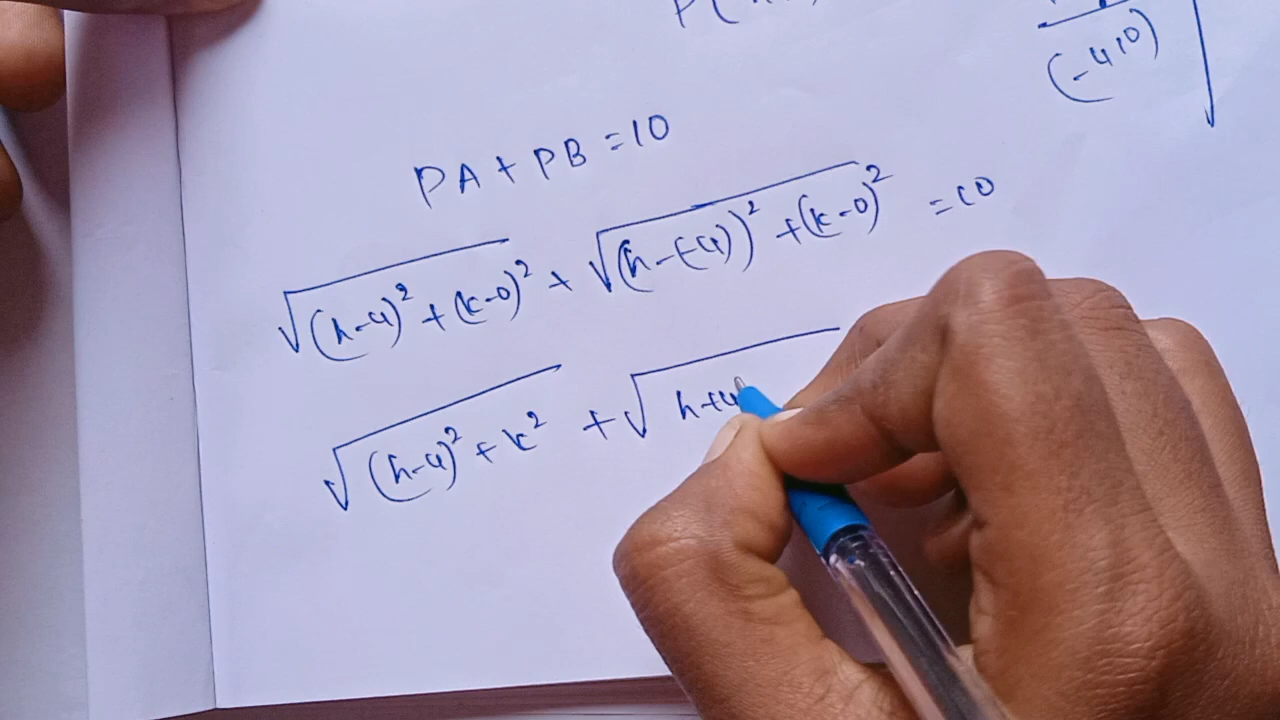 P(
(-4,0)
PA + PB = 10
√(h-4)² + (k-0)² + √(h-(-4))² + (k-0)² = 10
√(h-4)² + k² + √h+4